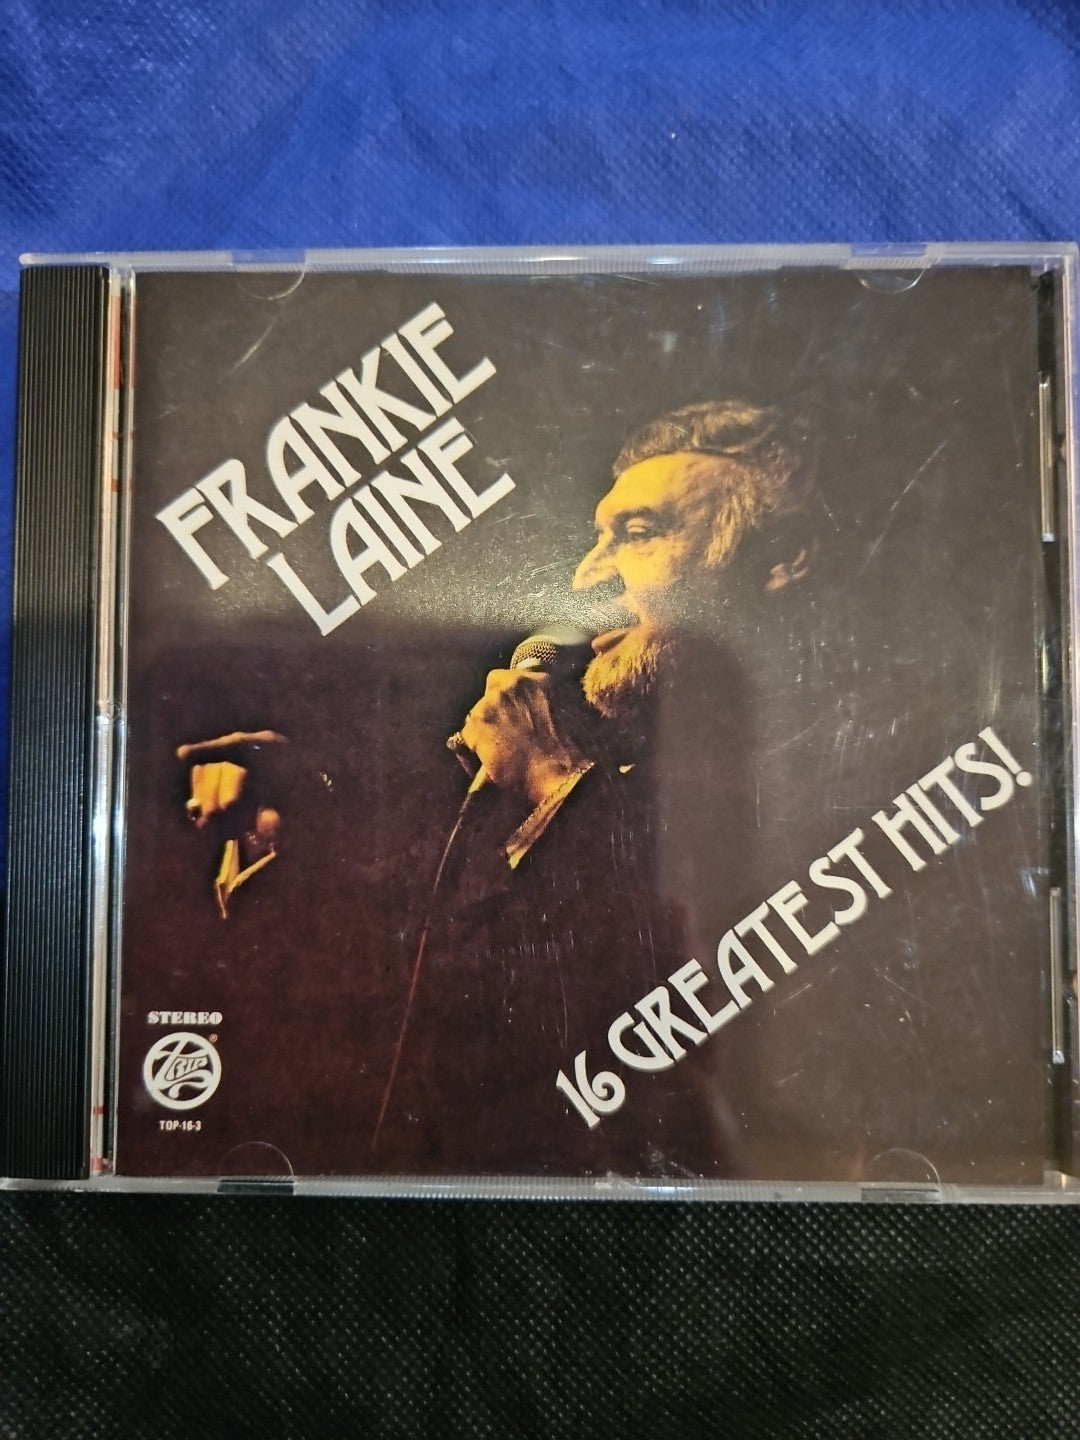 FRANKIE
LAINE
16 GREATEST HITS!
STEREO
TRIP
®
TOP-16-3